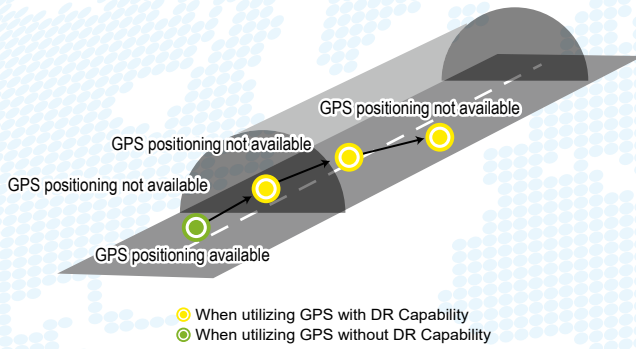 GPS positioning not available
GPS positioning not available
GPS positioning not available
GPS positioning available
When utilizing GPS with DR Capability
When utilizing GPS without DR Capability